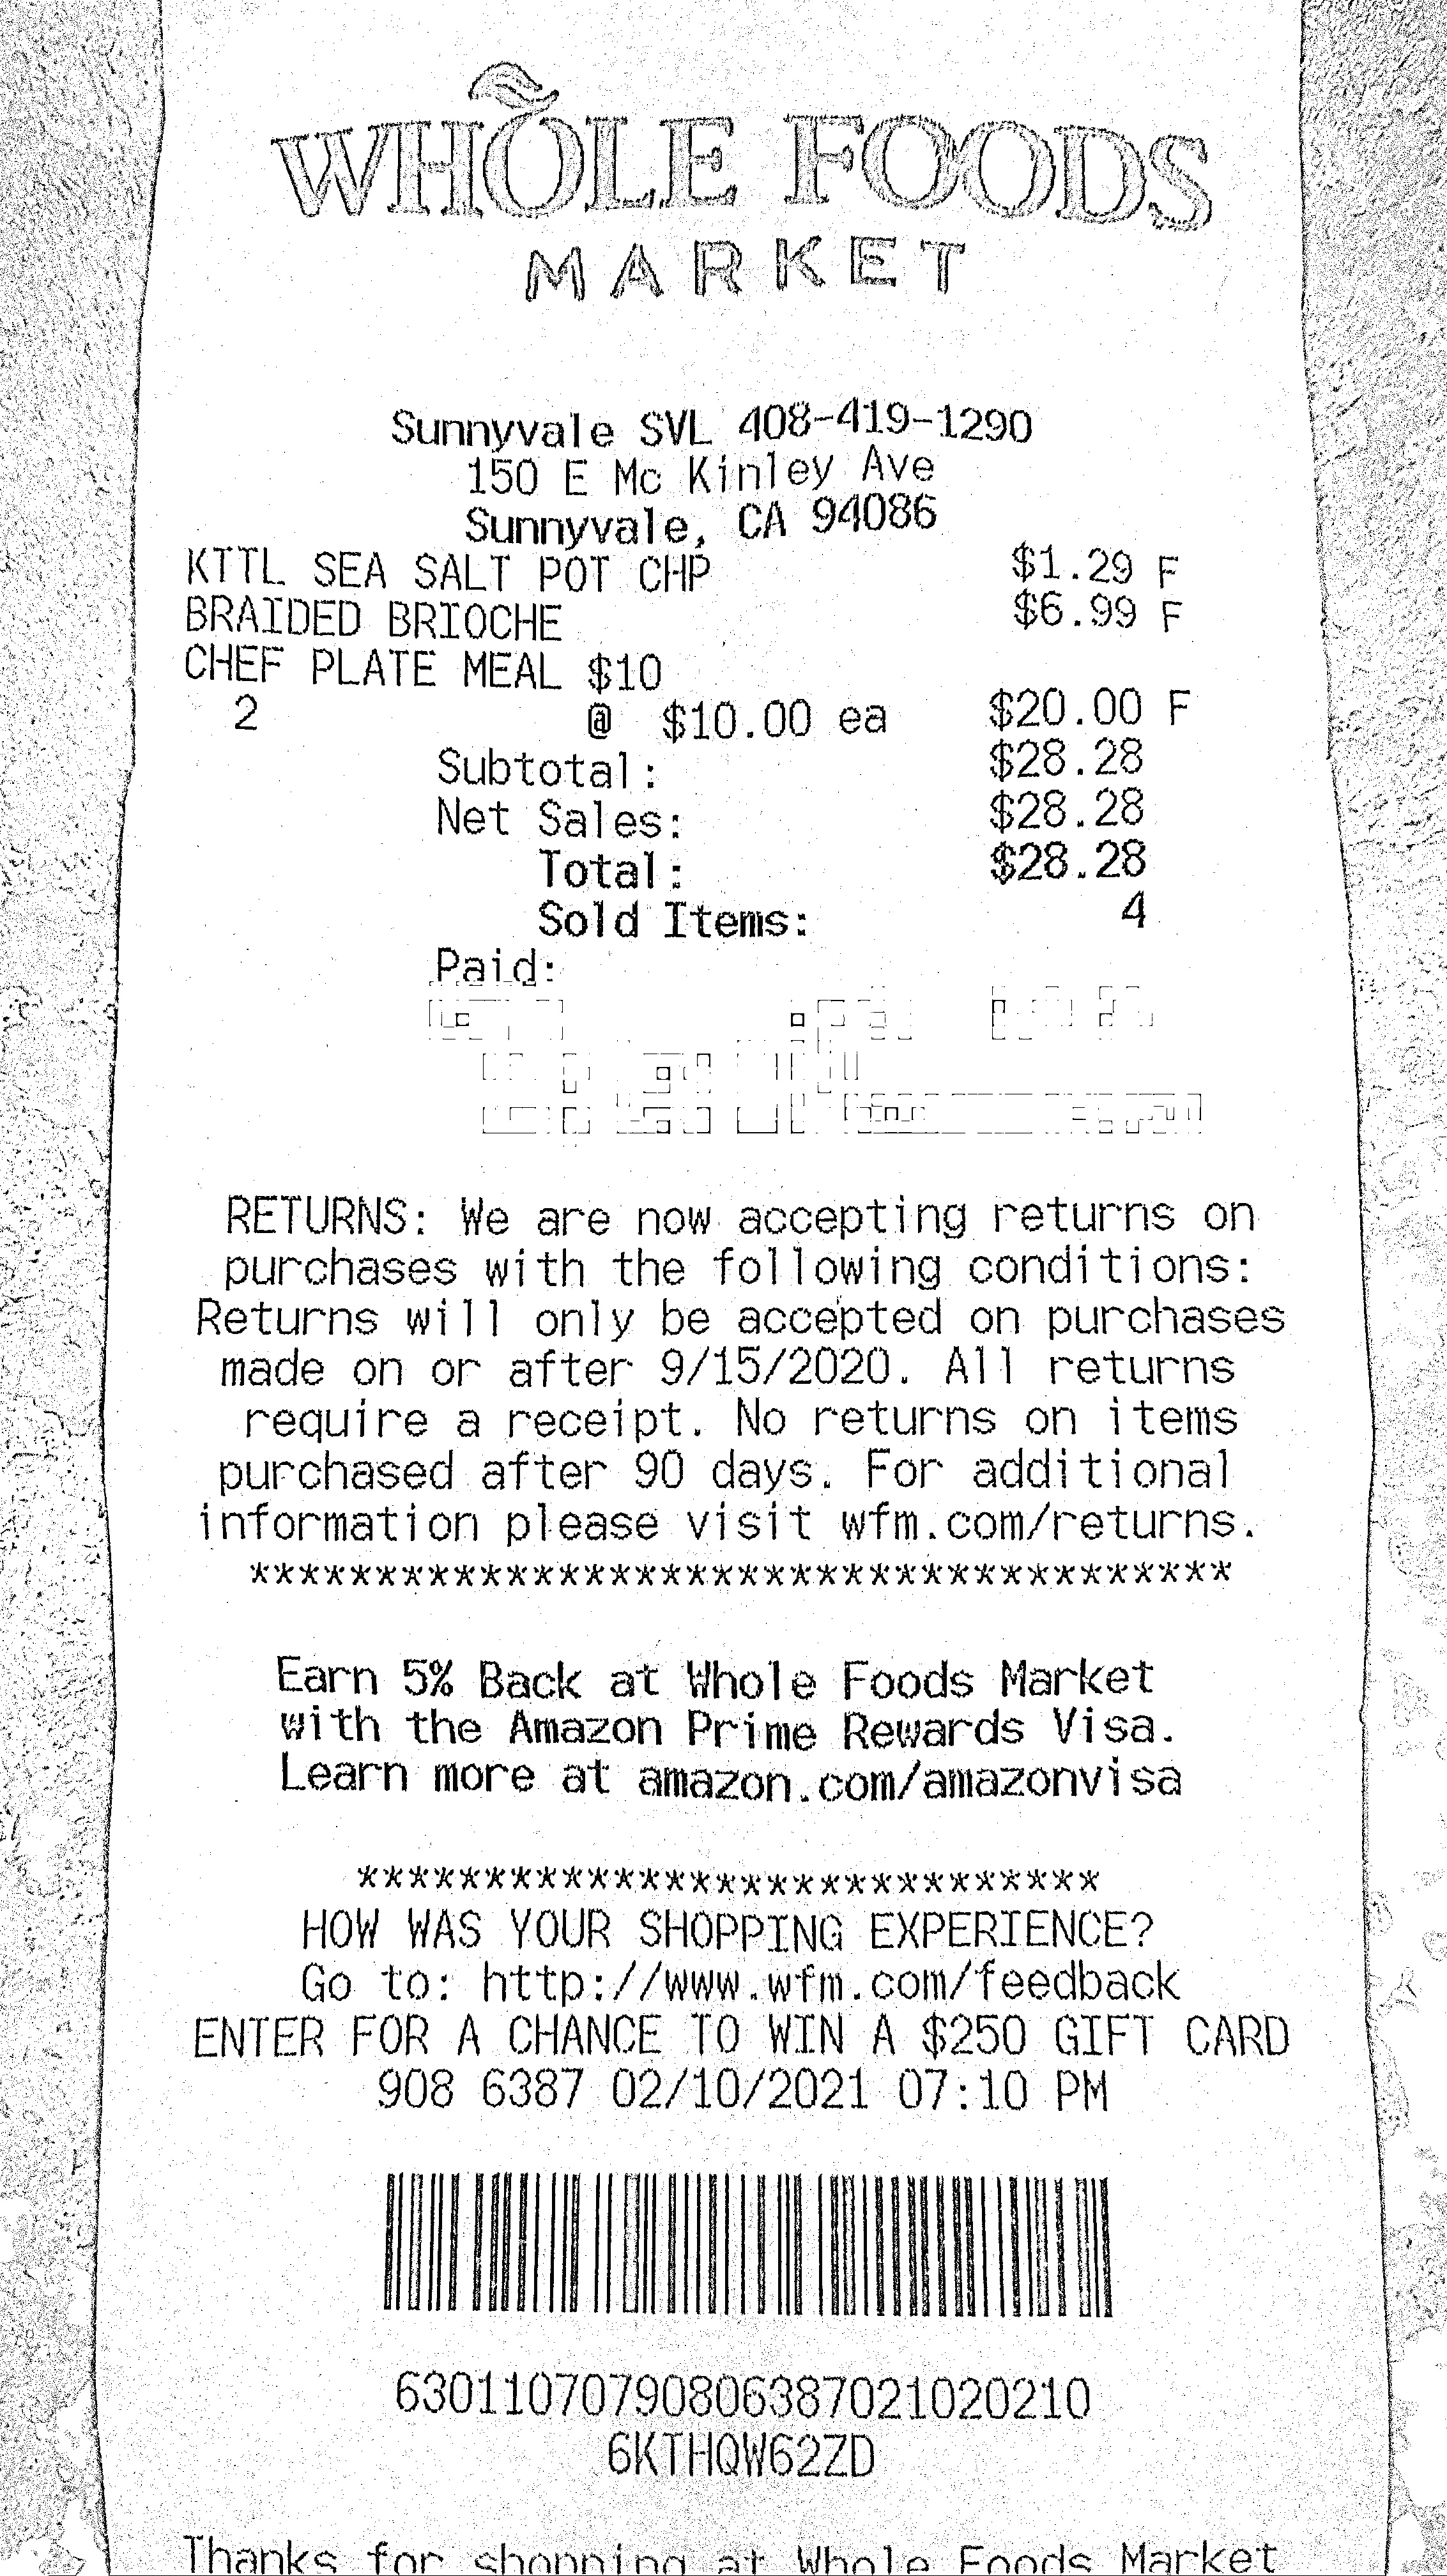 WHOLE FOODS
MARKET
Sunnyvale SVL 408-419-1290
150 E Mc Kinley Ave
Sunnyvale, CA 94086
KTTL SEA SALT POT CHP $1.29 F
BRAIDED BRIOCHE $6.99 F
CHEF PLATE MEAL $10
2 @ $10.00 ea $20.00 F
Subtotal: $28.28
Net Sales: $28.28
Total: $28.28
Sold Items: 4
Paid:
RETURNS: We are now accepting returns on
purchases with the following conditions:
Returns will only be accepted on purchases
made on or after 9/15/2020. All returns
require a receipt. No returns on items
purchased after 90 days. For additional
information please visit wfm.com/returns.
***************************************
Earn 5% Back at Whole Foods Market
with the Amazon Prime Rewards Visa.
Learn more at amazon.com/amazonvisa
*****************************
HOW WAS YOUR SHOPPING EXPERIENCE?
Go to: http://www.wfm.com/feedback
ENTER FOR A CHANCE TO WIN A $250 GIFT CARD
908 6387 02/10/2021 07:10 PM
63011070790806387021020210
6KTHQW62ZD
Thanks for shopping at Whole Foods Market